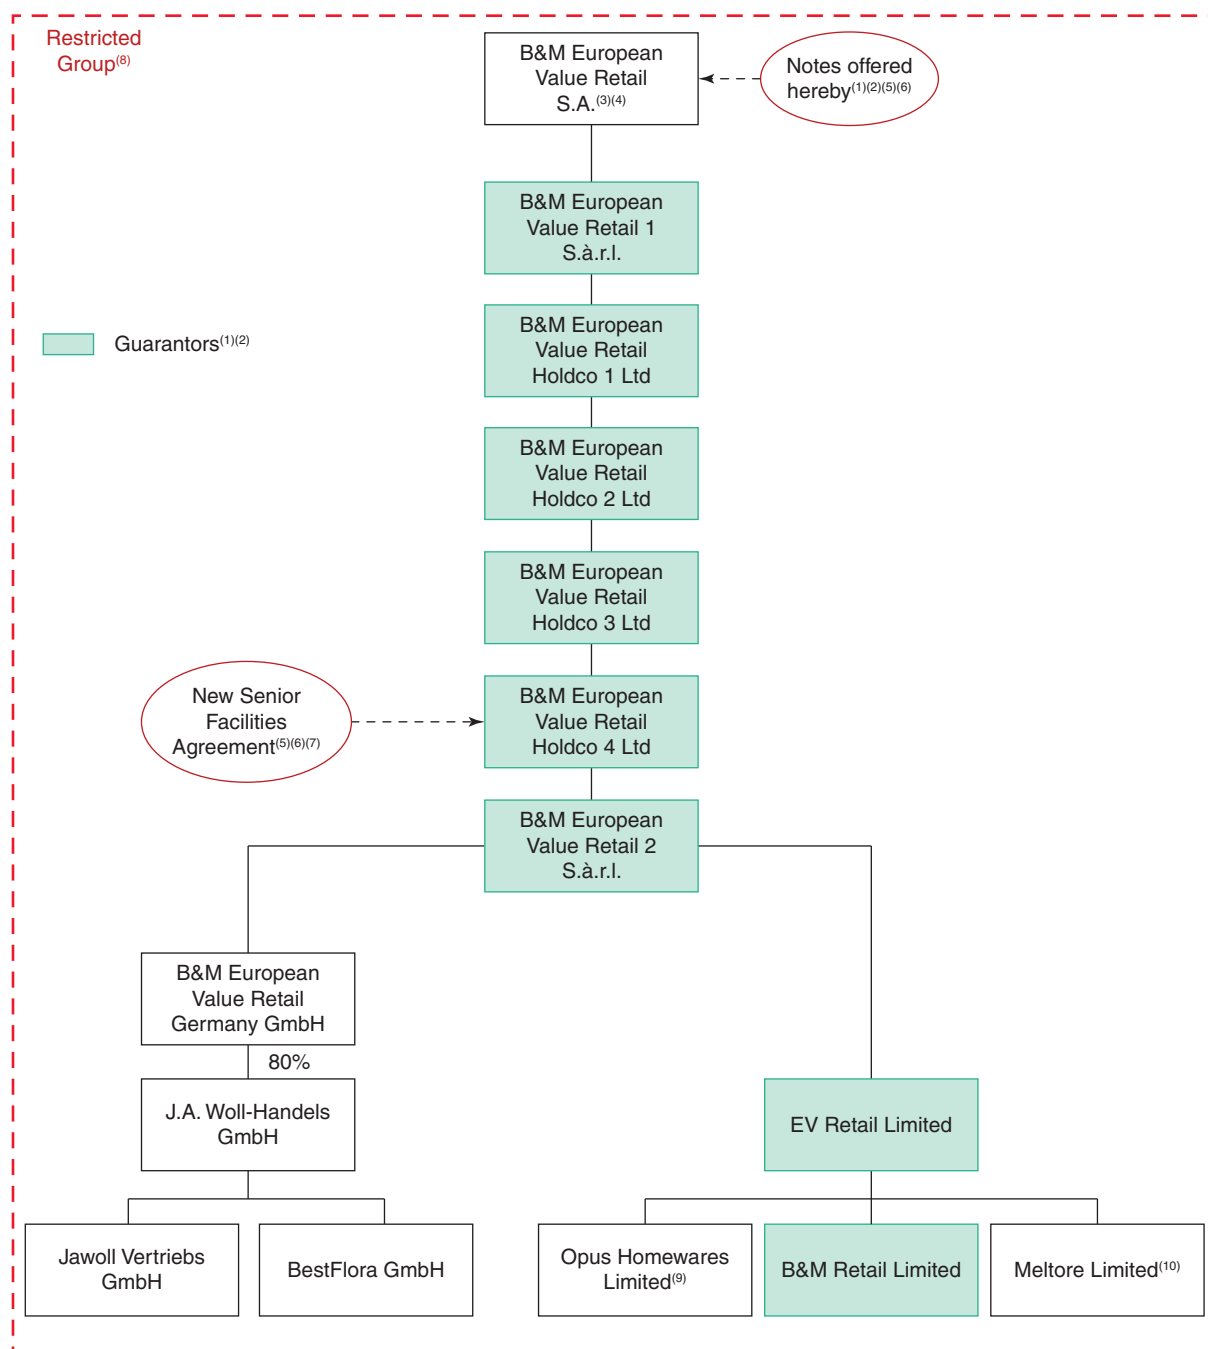 Restricted
Group(8)
B&M European
Value Retail
S.A.(3)(4)
Notes offered
hereby(1)(2)(5)(6)
B&M European
Value Retail 1
S.à.r.l.
Guarantors(1)(2)
B&M European
Value Retail
Holdco 1 Ltd
B&M European
Value Retail
Holdco 2 Ltd
B&M European
Value Retail
Holdco 3 Ltd
New Senior
Facilities
Agreement(5)(6)(7)
B&M European
Value Retail
Holdco 4 Ltd
B&M European
Value Retail 2
S.à.r.l.
B&M European
Value Retail
Germany GmbH
80%
J.A. Woll-Handels
GmbH
EV Retail Limited
Jawoll Vertriebs
GmbH
BestFlora GmbH
Opus Homewares
Limited(9)
B&M Retail Limited
Meltore Limited(10)